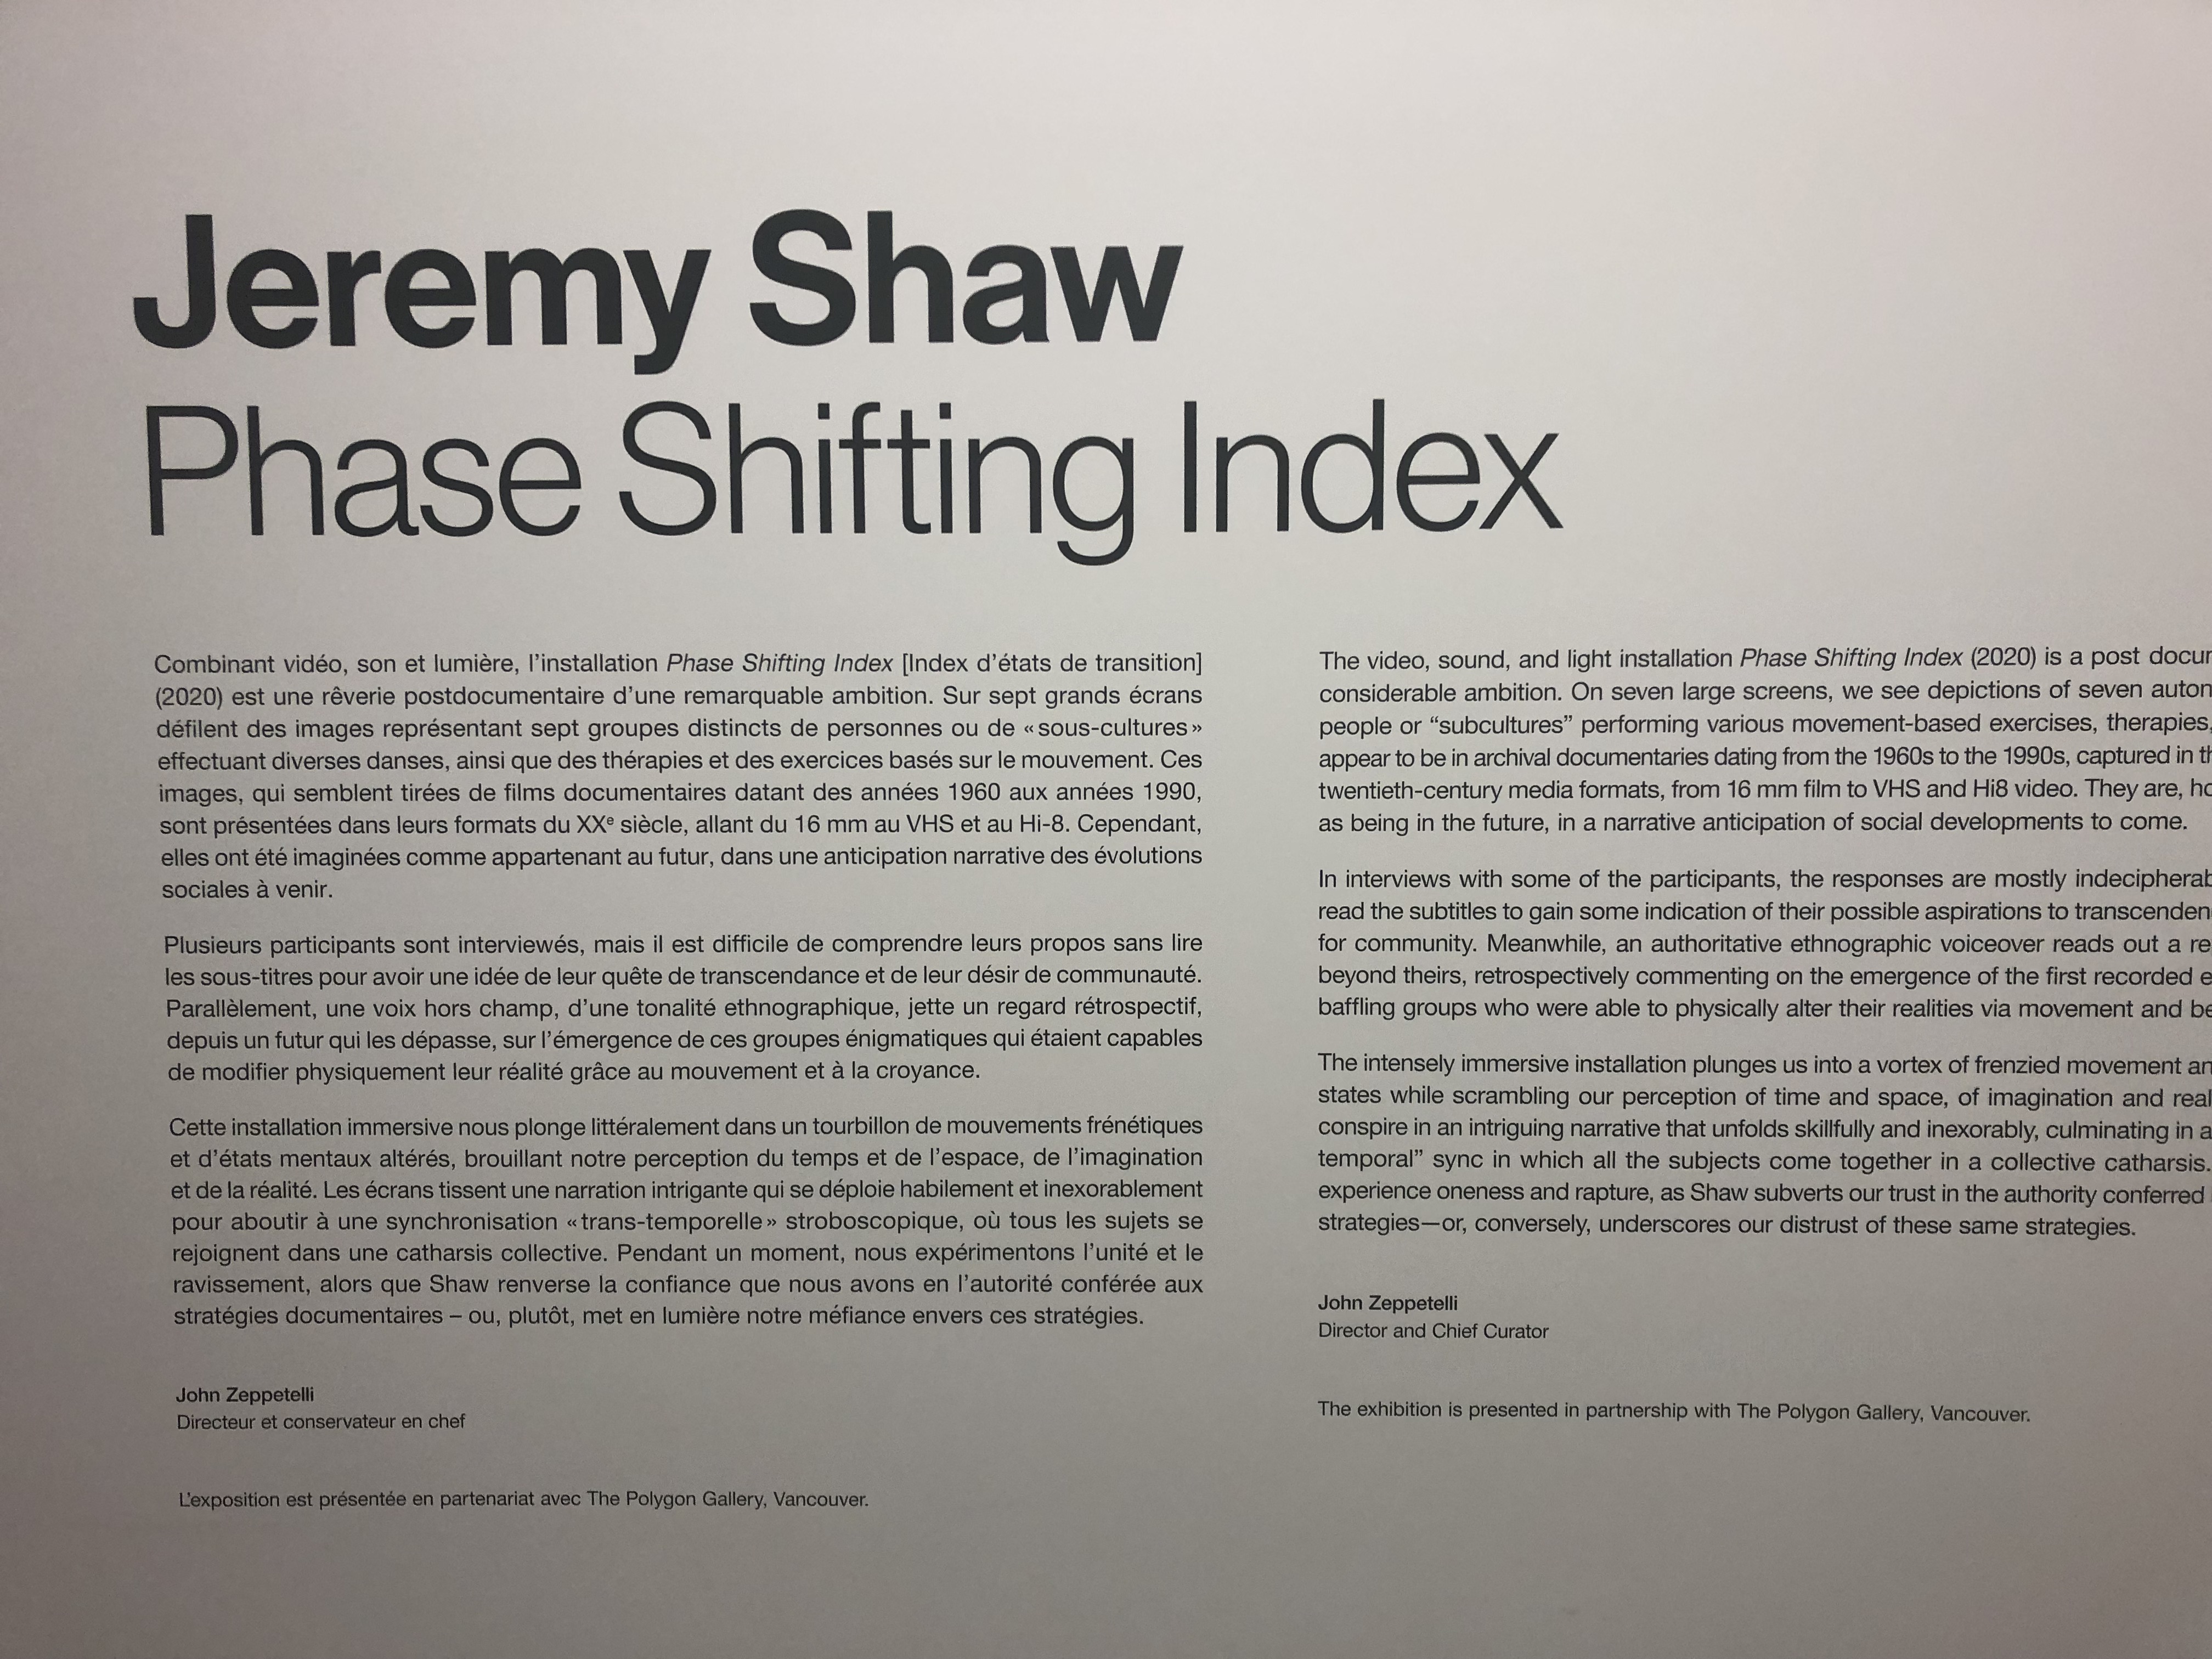 Jeremy Shaw
Phase Shifting Index
Combinant vidéo, son et lumière, l’installation Phase Shifting Index [Index d’états de transition]
(2020) est une rêverie postdocumentaire d’une remarquable ambition. Sur sept grands écrans
défilent des images représentant sept groupes distincts de personnes ou de « sous-cultures »
effectuant diverses danses, ainsi que des thérapies et des exercices basés sur le mouvement. Ces
images, qui semblent tirées de films documentaires datant des années 1960 aux années 1990,
sont présentées dans leurs formats du XXe siècle, allant du 16 mm au VHS et au Hi-8. Cependant,
elles ont été imaginées comme appartenant au futur, dans une anticipation narrative des évolutions
sociales à venir.
Plusieurs participants sont interviewés, mais il est difficile de comprendre leurs propos sans lire
les sous-titres pour avoir une idée de leur quête de transcendance et de leur désir de communauté.
Parallèlement, une voix hors champ, d’une tonalité ethnographique, jette un regard rétrospectif,
depuis un futur qui les dépasse, sur l’émergence de ces groupes énigmatiques qui étaient capables
de modifier physiquement leur réalité grâce au mouvement et à la croyance.
Cette installation immersive nous plonge littéralement dans un tourbillon de mouvements frénétiques
et d’états mentaux altérés, brouillant notre perception du temps et de l’espace, de l’imagination
et de la réalité. Les écrans tissent une narration intrigante qui se déploie habilement et inexorablement
pour aboutir à une synchronisation « trans-temporelle » stroboscopique, où tous les sujets se
rejoignent dans une catharsis collective. Pendant un moment, nous expérimentons l’unité et le
ravissement, alors que Shaw renverse la confiance que nous avons en l’autorité conférée aux
stratégies documentaires – ou, plutôt, met en lumière notre méfiance envers ces stratégies.
John Zeppetelli
Directeur et conservateur en chef
L’exposition est présentée en partenariat avec The Polygon Gallery, Vancouver.
The video, sound, and light installation Phase Shifting Index (2020) is a post
considerable ambition. On seven large screens, we see depictions of seven
people or “subcultures” performing various movement-based exercises, therapies,
appear to be in archival documentaries dating from the 1960s to the 1990s, captured in
twentieth-century media formats, from 16 mm film to VHS and Hi8 video. They are,
as being in the future, in a narrative anticipation of social developments to come.
In interviews with some of the participants, the responses are mostly
read the subtitles to gain some indication of their possible aspirations to
for community. Meanwhile, an authoritative ethnographic voiceover reads out a
beyond theirs, retrospectively commenting on the emergence of the first recorded
baffling groups who were able to physically alter their realities via movement and
The intensely immersive installation plunges us into a vortex of frenzied movement
states while scrambling our perception of time and space, of imagination and
conspire in an intriguing narrative that unfolds skillfully and inexorably, culminating in
temporal” sync in which all the subjects come together in a collective catharsis.
experience oneness and rapture, as Shaw subverts our trust in the authority conferred
strategies—or, conversely, underscores our distrust of these same strategies.
John Zeppetelli
Director and Chief Curator
The exhibition is presented in partnership with The Polygon Gallery, Vancouver.